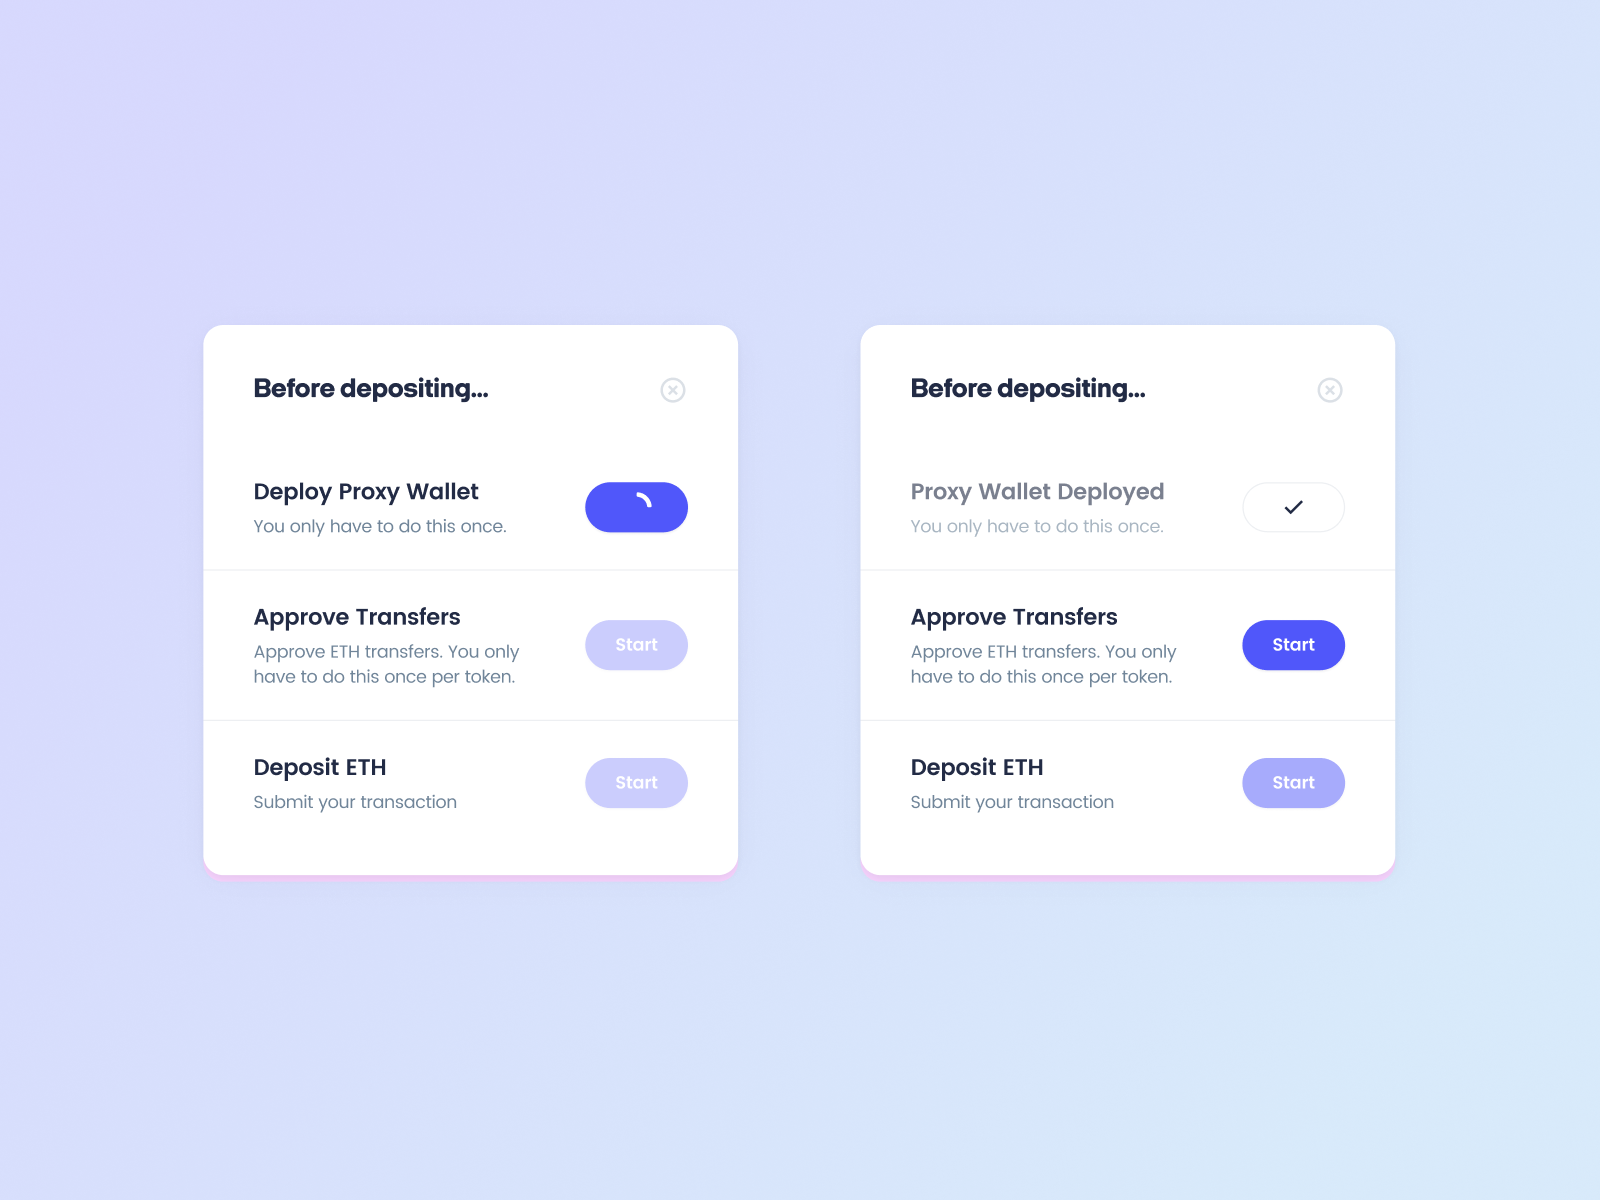 Before depositing...
Deploy Proxy Wallet
You only have to do this once.
Approve Transfers
Approve ETH transfers. You only
have to do this once per token.
Start
Deposit ETH
Submit your transaction
Start
Before depositing...
Proxy Wallet Deployed
You only have to do this once.
Approve Transfers
Approve ETH transfers. You only
have to do this once per token.
Start
Deposit ETH
Submit your transaction
Start